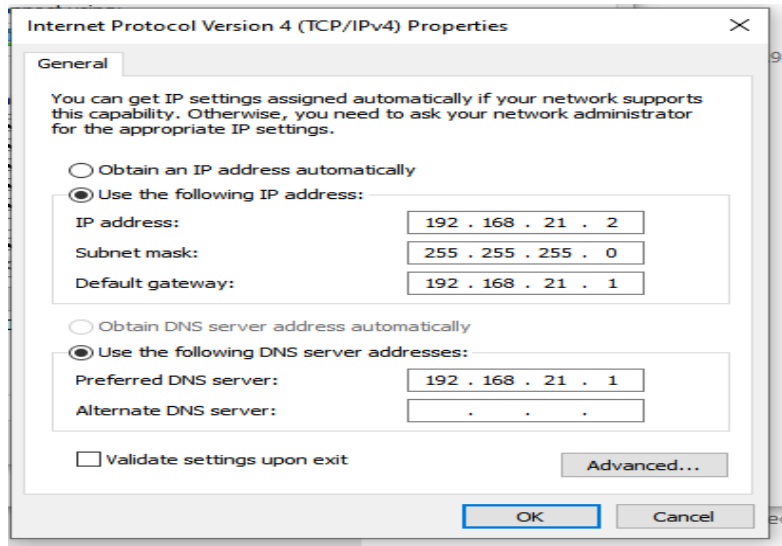 Internet Protocol Version 4 (TCP/IPv4) Properties
General
You can get IP settings assigned automatically if your network supports
this capability. Otherwise, you need to ask your network administrator
for the appropriate IP settings.
Obtain an IP address automatically
Use the following IP address:
IP address: 192 . 168 . 21 . 2
Subnet mask: 255 . 255 . 255 . 0
Default gateway: 192 . 168 . 21 . 1
Obtain DNS server address automatically
Use the following DNS server addresses:
Preferred DNS server: 192 . 168 . 21 . 1
Alternate DNS server: . . .
Validate settings upon exit
Advanced...
OK Cancel